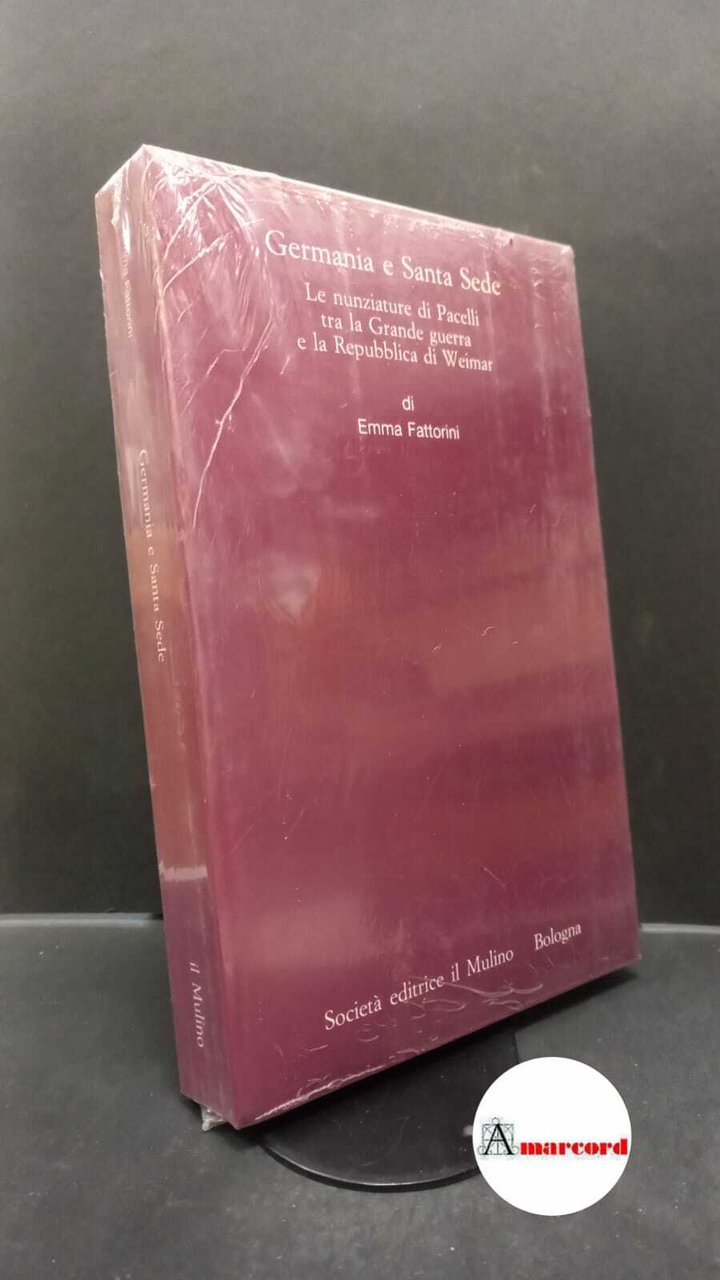 Germania e Santa Sede
Le nunziature di Pacelli
tra la Grande guerra
e la Repubblica di Weimar
di
Emma Fattorini
Società editrice il Mulino Bologna
Fattorini
Germania e Santa Sede
il Mulino
Amarcord